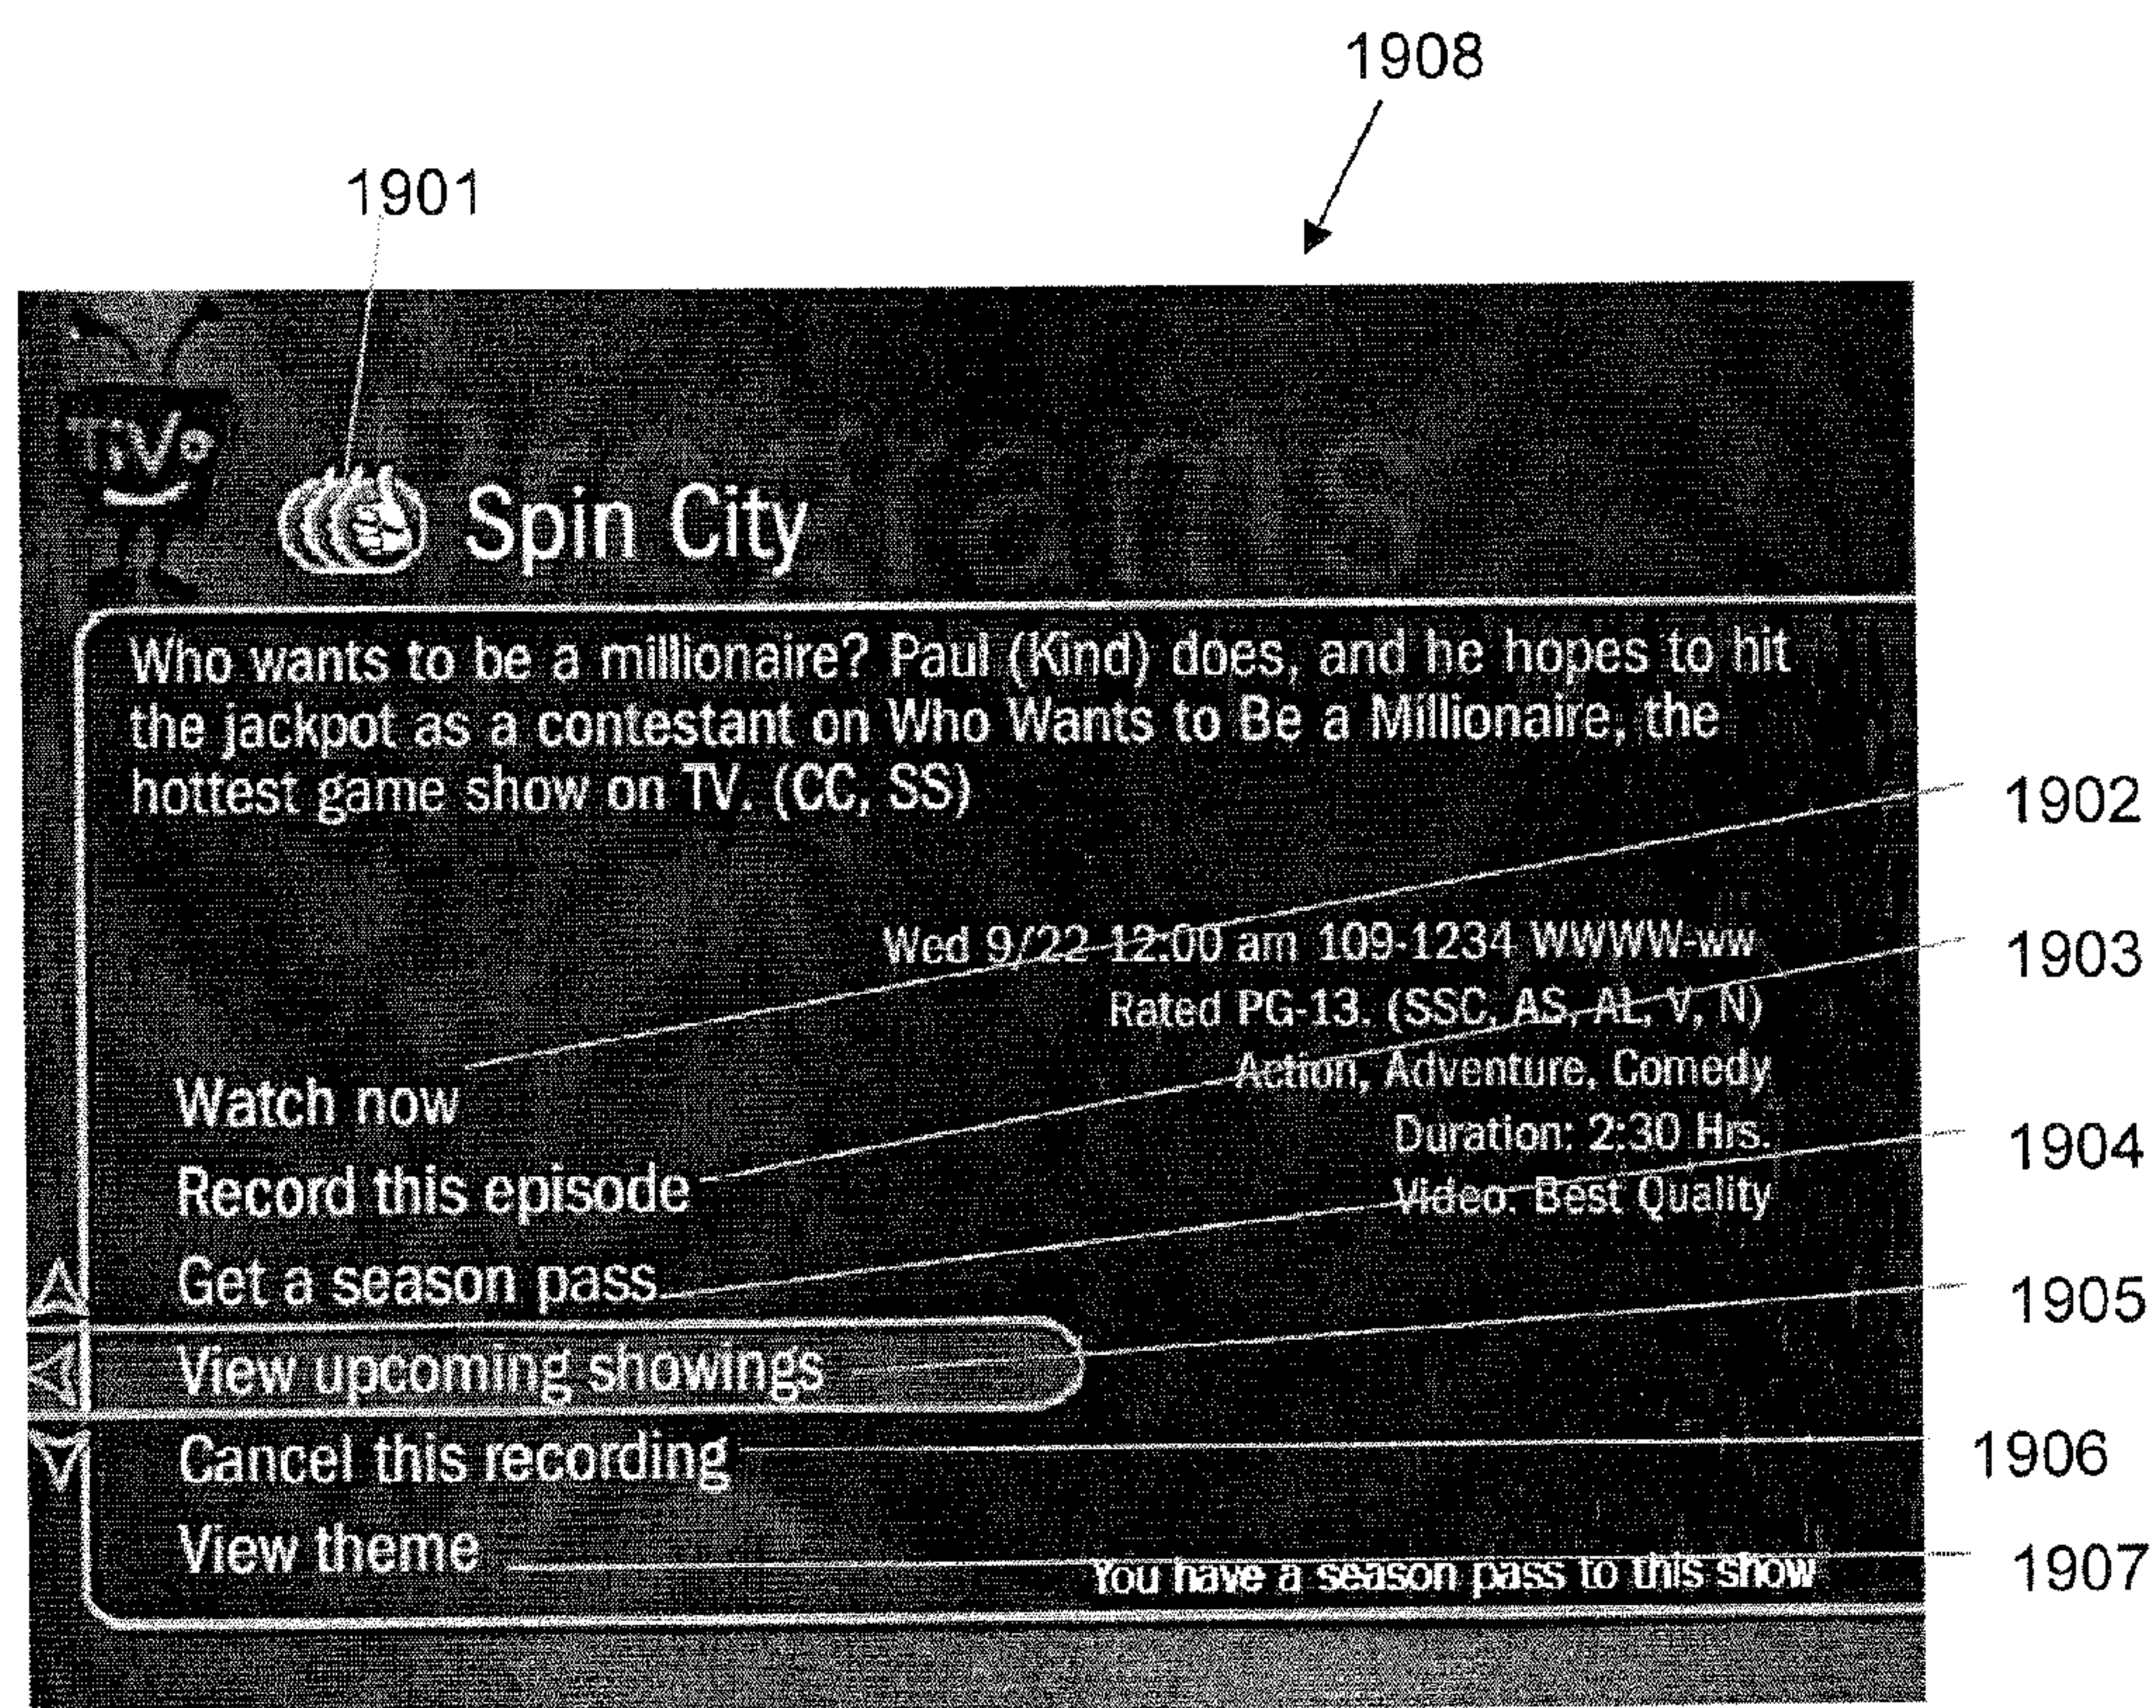 1908
1901
TiVo
Spin City
Who wants to be a millionaire? Paul (Kind) does, and he hopes to hit
the jackpot as a contestant on Who Wants to Be a Millionaire, the
hottest game show on TV. (CC, SS)
1902
Wed 9/22 12:00 am 109-1234 WWWW-ww
1903
Rated PG-13. (SSC, AS, AL, V, N)
Action, Adventure, Comedy
Watch now
Duration: 2:30 Hrs.
1904
Record this episode
Video: Best Quality
Get a season pass
1905
View upcoming showings
Cancel this recording
1906
View theme
You have a season pass to this show
1907